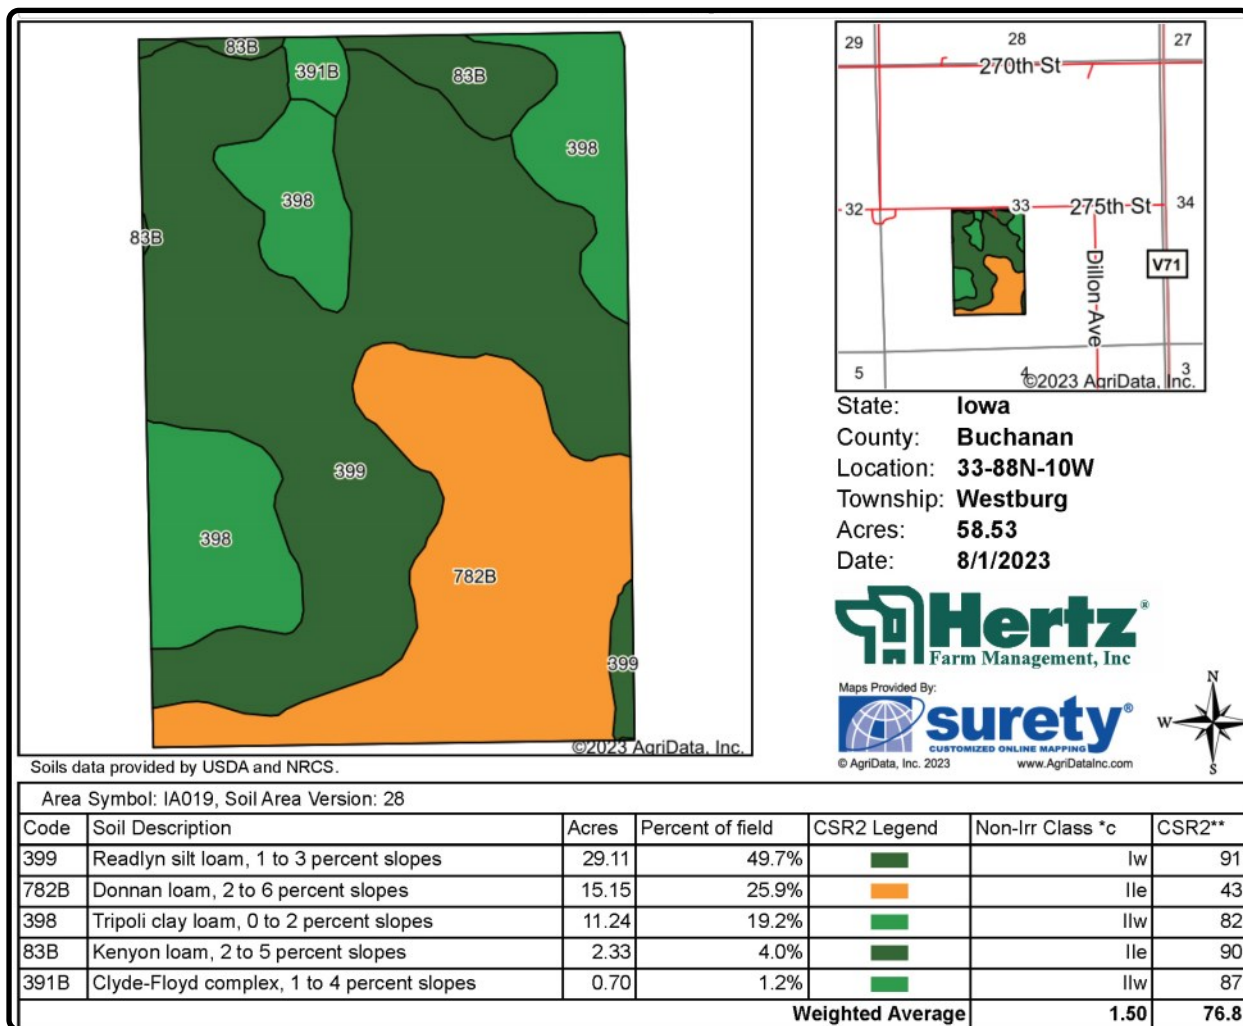 83B
391B
83B
398
398
83B
399
398
782B
399
©2023 AgriData, Inc.
Soils data provided by USDA and NRCS.
29 28 27
270th St
32 33 275th St 34
V71
Dillon Ave
5 4 3
©2023 AgriData, Inc.
State: Iowa
County: Buchanan
Location: 33-88N-10W
Township: Westburg
Acres: 58.53
Date: 8/1/2023
Hertz®
Farm Management, Inc
Maps Provided By:
surety®
CUSTOMIZED ONLINE MAPPING
© AgriData, Inc. 2023 www.AgriDataInc.com
N
W
S
Area Symbol: IA019, Soil Area Version: 28
Code Soil Description Acres Percent of field CSR2 Legend Non-Irr Class *c CSR2**
399 Readlyn silt loam, 1 to 3 percent slopes 29.11 49.7% Iw 91
782B Donnan loam, 2 to 6 percent slopes 15.15 25.9% IIe 43
398 Tripoli clay loam, 0 to 2 percent slopes 11.24 19.2% IIw 82
83B Kenyon loam, 2 to 5 percent slopes 2.33 4.0% IIe 90
391B Clyde-Floyd complex, 1 to 4 percent slopes 0.70 1.2% IIw 87
Weighted Average 1.50 76.8